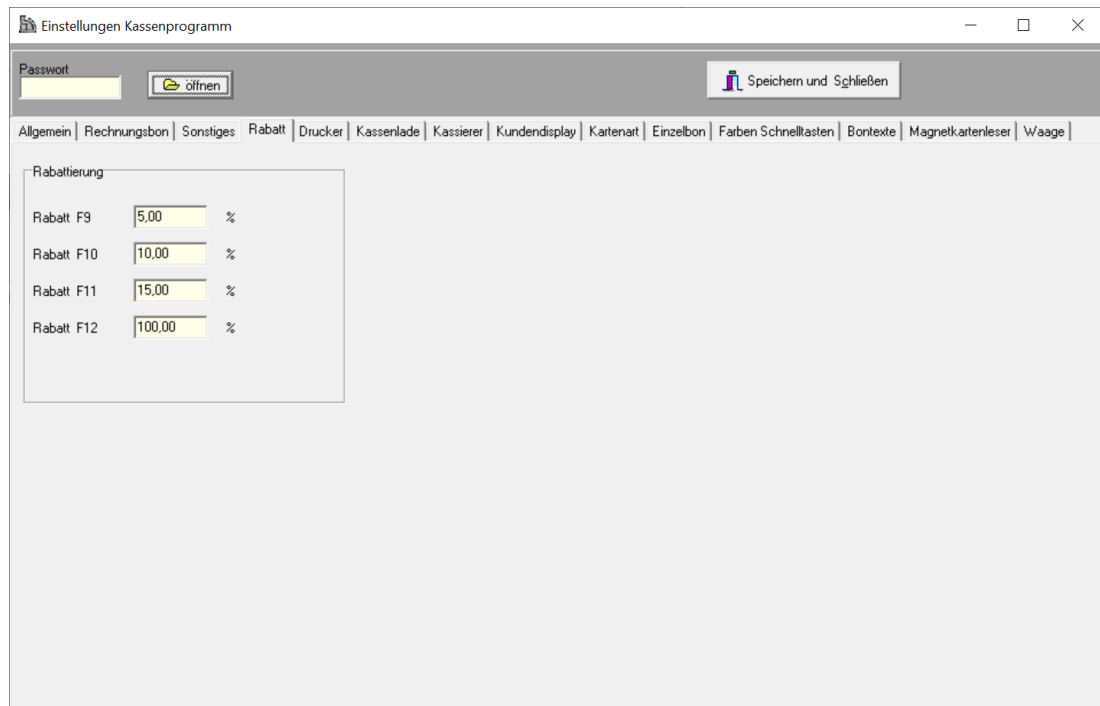 Einstellungen Kassenprogramm
Passwort
öffnen
Speichern und Schließen
Allgemein Rechnungsbon Sonstiges Rabatt Drucker Kassenlade Kassierer Kundendisplay Kartenart Einzelbon Farben Schnelltasten Bontexte Magnetkartenleser Waage
Rabattierung
Rabatt F9 5,00 %
Rabatt F10 10,00 %
Rabatt F11 15,00 %
Rabatt F12 100,00 %